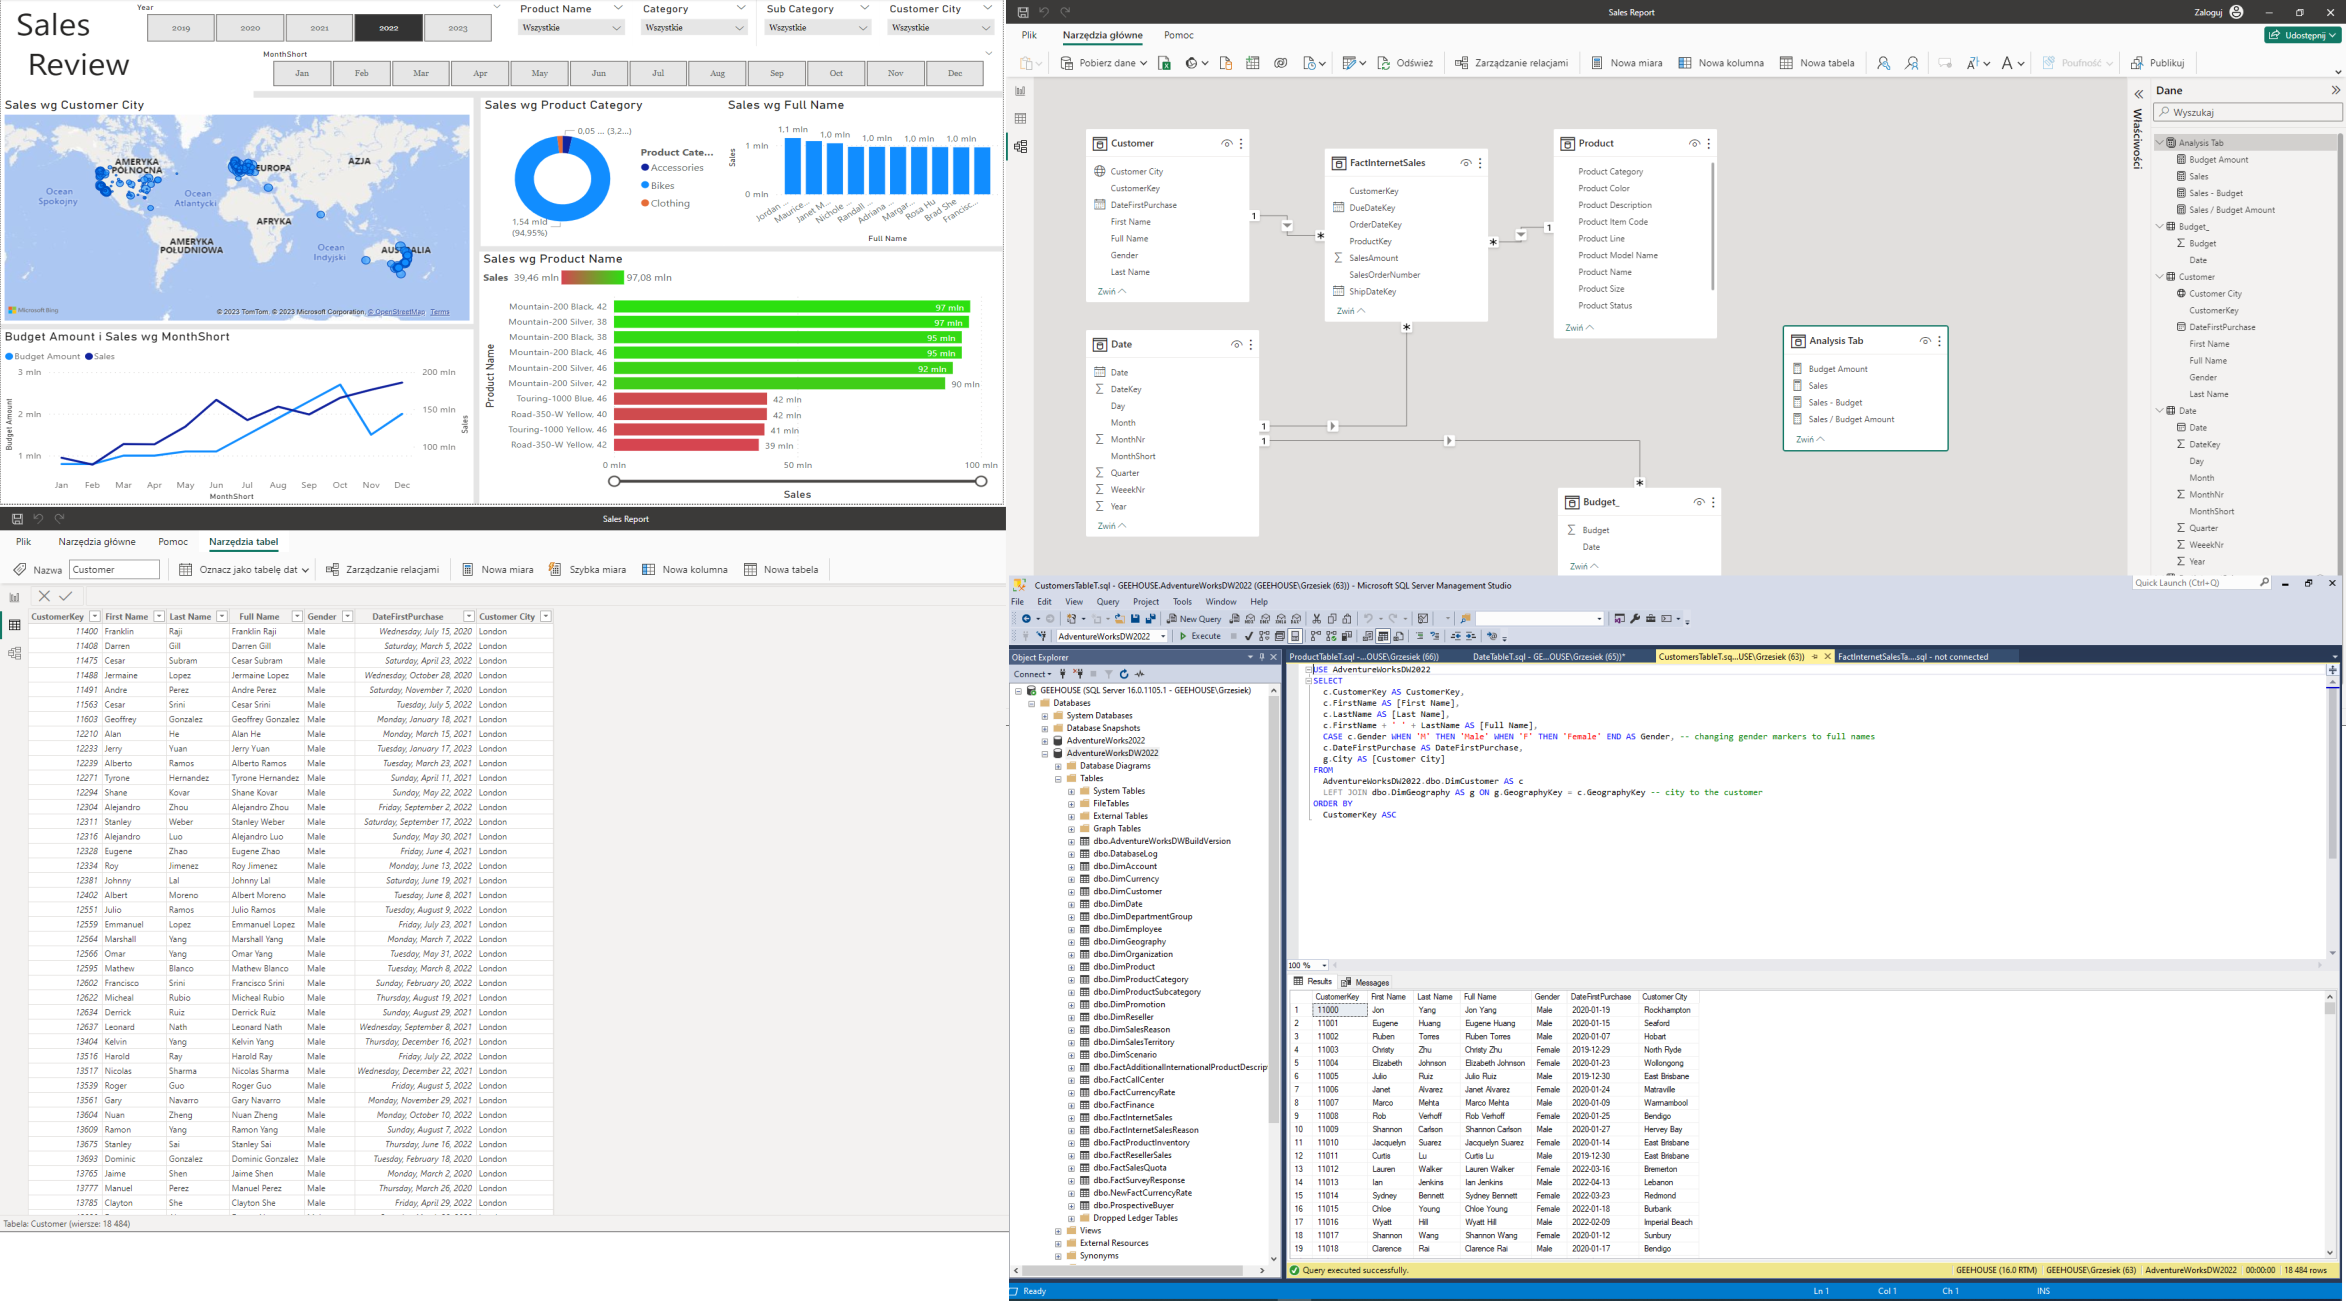 Sales
Review
Year
2019 2020 2021 2022 2023
Product Name Category Sub Category Customer City
Wszystkie Wszystkie Wszystkie Wszystkie
MonthShort
Jan Feb Mar Apr May Jun Jul Aug Sep Oct Nov Dec
Sales wg Customer City
AMERYKA PÓŁNOCNA
EUROPA
AZJA
Ocean Spokojny
Ocean Atlantycki
AFRYKA
AMERYKA POŁUDNIOWA
Ocean Indyjski
AUSTRALIA
Microsoft Bing
© 2023 TomTom, © 2023 Microsoft Corporation, © OpenStreetMap Terms
Sales wg Product Category
0,05 ... (3,2...)
1,54 mld
(94,95%)
Product Cate...
Accessories
Bikes
Clothing
Sales wg Full Name
1,1 mln 1,0 mln 1,0 mln 1,0 mln 1,0 mln
1 mln
0 mln
Sales
Jordan ... Maurice... Janet M... Nichole ... Randall ... Adriana ... Margar... Rosa Hu Brad She Francisc...
Full Name
Sales wg Product Name
Sales 39,46 mln 97,08 mln
Product Name
Mountain-200 Black, 42 97 mln
Mountain-200 Silver, 38 97 mln
Mountain-200 Black, 38 95 mln
Mountain-200 Black, 46 95 mln
Mountain-200 Silver, 46 92 mln
Mountain-200 Silver, 42 90 mln
Touring-1000 Blue, 46 42 mln
Road-350-W Yellow, 40 42 mln
Touring-1000 Yellow, 46 41 mln
Road-350-W Yellow, 42 39 mln
0 mln 50 mln 100 mln
Sales
Budget Amount i Sales wg MonthShort
Budget Amount Sales
3 mln 200 mln
2 mln 150 mln
1 mln 100 mln
Budget Amount
Sales
Jan Feb Mar Apr May Jun Jul Aug Sep Oct Nov Dec
MonthShort
Sales Report
Zaloguj
Plik Narzędzia główne Pomoc
Udostępnij
Pobierz dane Odśwież Zarządzanie relacjami Nowa miara Nowa kolumna Nowa tabela Poufność Publikuj
Customer
Customer City
CustomerKey
DateFirstPurchase
First Name
Full Name
Gender
Last Name
Zwiń
FactInternetSales
CustomerKey
DueDateKey
OrderDateKey
ProductKey
SalesAmount
SalesOrderNumber
ShipDateKey
Zwiń
Product
Product Category
Product Color
Product Description
Product Item Code
Product Line
Product Model Name
Product Name
Product Size
Product Status
Zwiń
Date
Date
DateKey
Day
Month
MonthNr
MonthShort
Quarter
WeeekNr
Year
Zwiń
Analysis Tab
Budget Amount
Sales
Sales - Budget
Sales / Budget Amount
Zwiń
Budget_
Budget
Date
Zwiń
1 * * 1
* 1 1 *
Właściwości
Dane
Wyszukaj
Analysis Tab
Budget Amount
Sales
Sales - Budget
Sales / Budget Amount
Budget_
Budget
Date
Customer
Customer City
CustomerKey
DateFirstPurchase
First Name
Full Name
Gender
Last Name
Date
Date
DateKey
Day
Month
MonthNr
MonthShort
Quarter
WeeekNr
Year
Sales Report
Plik Narzędzia główne Pomoc Narzędzia tabel
Nazwa Customer Oznacz jako tabelę dat Zarządzanie relacjami Nowa miara Szybka miara Nowa kolumna Nowa tabela
CustomerKey First Name Last Name Full Name Gender DateFirstPurchase Customer City
11400 Franklin Raji Franklin Raji Male Wednesday, July 15, 2020 London
11408 Darren Gill Darren Gill Male Saturday, March 5, 2022 London
11475 Cesar Subram Cesar Subram Male Saturday, April 23, 2022 London
11488 Jermaine Lopez Jermaine Lopez Male Wednesday, October 28, 2020 London
11491 Andre Perez Andre Perez Male Saturday, November 7, 2020 London
11563 Cesar Srini Cesar Srini Male Tuesday, July 5, 2022 London
11603 Geoffrey Gonzalez Geoffrey Gonzalez Male Monday, January 18, 2021 London
12210 Alan He Alan He Male Monday, March 15, 2021 London
12233 Jerry Yuan Jerry Yuan Male Tuesday, January 17, 2023 London
12239 Alberto Ramos Alberto Ramos Male Tuesday, March 23, 2021 London
12271 Tyrone Hernandez Tyrone Hernandez Male Sunday, April 11, 2021 London
12294 Shane Kovar Shane Kovar Male Sunday, May 22, 2022 London
12304 Alejandro Zhou Alejandro Zhou Male Friday, September 2, 2022 London
12311 Stanley Weber Stanley Weber Male Saturday, September 17, 2022 London
12316 Alejandro Luo Alejandro Luo Male Sunday, May 30, 2021 London
12328 Eugene Zhao Eugene Zhao Male Friday, June 4, 2021 London
12334 Roy Jimenez Roy Jimenez Male Monday, June 13, 2022 London
12381 Johnny Lal Johnny Lal Male Saturday, June 19, 2021 London
12402 Albert Moreno Albert Moreno Male Tuesday, June 8, 2021 London
12551 Julio Ramos Julio Ramos Male Tuesday, August 9, 2022 London
12559 Emmanuel Lopez Emmanuel Lopez Male Friday, July 23, 2021 London
12564 Marshall Yang Marshall Yang Male Monday, March 7, 2022 London
12566 Omar Yang Omar Yang Male Tuesday, May 31, 2022 London
12595 Mathew Blanco Mathew Blanco Male Tuesday, March 8, 2022 London
12602 Francisco Srini Francisco Srini Male Sunday, February 20, 2022 London
12622 Micheal Rubio Micheal Rubio Male Thursday, August 19, 2021 London
12634 Derrick Ruiz Derrick Ruiz Male Sunday, August 29, 2021 London
12637 Leonard Nath Leonard Nath Male Wednesday, September 8, 2021 London
13404 Kelvin Yang Kelvin Yang Male Thursday, December 16, 2021 London
13516 Harold Ray Harold Ray Male Friday, July 22, 2022 London
13517 Nicolas Sharma Nicolas Sharma Male Wednesday, December 22, 2021 London
13539 Roger Guo Roger Guo Male Friday, August 5, 2022 London
13561 Gary Navarro Gary Navarro Male Monday, November 29, 2021 London
13604 Nuan Zheng Nuan Zheng Male Monday, October 10, 2022 London
13609 Ramon Yang Ramon Yang Male Sunday, August 7, 2022 London
13675 Stanley Sai Stanley Sai Male Thursday, June 16, 2022 London
13693 Dominic Gonzalez Dominic Gonzalez Male Tuesday, February 18, 2020 London
13765 Jaime Shen Jaime Shen Male Monday, March 2, 2020 London
13777 Manuel Perez Manuel Perez Male Thursday, March 26, 2020 London
13785 Clayton She Clayton She Male Friday, April 29, 2022 London
Tabela: Customer (wiersze: 18 484)
CustomersTableT.sql - GEEHOUSE.AdventureWorksDW2022 (GEEHOUSE\Grzesiek (63)) - Microsoft SQL Server Management Studio
Quick Launch (Ctrl+Q)
File Edit View Query Project Tools Window Help
New Query
AdventureWorksDW2022 Execute
Object Explorer
Connect
GEEHOUSE (SQL Server 16.0.1105.1 - GEEHOUSE\Grzesiek)
Databases
System Databases
Database Snapshots
AdventureWorks2022
AdventureWorksDW2022
Database Diagrams
Tables
System Tables
FileTables
External Tables
Graph Tables
dbo.AdventureWorksDWBuildVersion
dbo.DatabaseLog
dbo.DimAccount
dbo.DimCurrency
dbo.DimCustomer
dbo.DimDate
dbo.DimDepartmentGroup
dbo.DimEmployee
dbo.DimGeography
dbo.DimOrganization
dbo.DimProduct
dbo.DimProductCategory
dbo.DimProductSubcategory
dbo.DimPromotion
dbo.DimReseller
dbo.DimSalesReason
dbo.DimSalesTerritory
dbo.DimScenario
dbo.FactAdditionalInternationalProductDescrip
dbo.FactCallCenter
dbo.FactCurrencyRate
dbo.FactFinance
dbo.FactInternetSales
dbo.FactInternetSalesReason
dbo.FactProductInventory
dbo.FactResellerSales
dbo.FactSalesQuota
dbo.FactSurveyResponse
dbo.NewFactCurrencyRate
dbo.ProspectiveBuyer
Dropped Ledger Tables
Views
External Resources
Synonyms
ProductTableT.sql -...OUSE\Grzesiek (66)) DateTableT.sql - GE...OUSE\Grzesiek (65))* CustomersTableT.sq...USE\Grzesiek (63)) FactInternetSalesTa....sql - not connected
USE AdventureWorksDW2022
SELECT
c.CustomerKey AS CustomerKey,
c.FirstName AS [First Name],
c.LastName AS [Last Name],
c.FirstName + ' ' + LastName AS [Full Name],
CASE c.Gender WHEN 'M' THEN 'Male' WHEN 'F' THEN 'Female' END AS Gender, -- changing gender markers to full names
c.DateFirstPurchase AS DateFirstPurchase,
g.City AS [Customer City]
FROM
AdventureWorksDW2022.dbo.DimCustomer AS c
LEFT JOIN dbo.DimGeography AS g ON g.GeographyKey = c.GeographyKey -- city to the customer
ORDER BY
CustomerKey ASC
100 %
Results Messages
CustomerKey First Name Last Name Full Name Gender DateFirstPurchase Customer City
1 11000 Jon Yang Jon Yang Male 2020-01-19 Rockhampton
2 11001 Eugene Huang Eugene Huang Male 2020-01-15 Seaford
3 11002 Ruben Torres Ruben Torres Male 2020-01-07 Hobart
4 11003 Christy Zhu Christy Zhu Female 2019-12-29 North Ryde
5 11004 Elizabeth Johnson Elizabeth Johnson Female 2020-01-23 Wollongong
6 11005 Julio Ruiz Julio Ruiz Male 2019-12-30 East Brisbane
7 11006 Janet Alvarez Janet Alvarez Female 2020-01-24 Matraville
8 11007 Marco Mehta Marco Mehta Male 2020-01-09 Warrnambool
9 11008 Rob Verhoff Rob Verhoff Female 2020-01-25 Bendigo
10 11009 Shannon Carlson Shannon Carlson Male 2020-01-27 Hervey Bay
11 11010 Jacquelyn Suarez Jacquelyn Suarez Female 2020-01-14 East Brisbane
12 11011 Curtis Lu Curtis Lu Male 2019-12-30 East Brisbane
13 11012 Lauren Walker Lauren Walker Female 2022-03-16 Bremerton
14 11013 Ian Jenkins Ian Jenkins Male 2022-04-13 Lebanon
15 11014 Sydney Bennett Sydney Bennett Female 2022-03-23 Redmond
16 11015 Chloe Young Chloe Young Female 2022-01-18 Burbank
17 11016 Wyatt Hill Wyatt Hill Male 2022-02-09 Imperial Beach
18 11017 Shannon Wang Shannon Wang Female 2020-01-12 Sunbury
19 11018 Clarence Rai Clarence Rai Male 2020-01-17 Bendigo
Query executed successfully. GEEHOUSE (16.0 RTM) GEEHOUSE\Grzesiek (63) AdventureWorksDW2022 00:00:00 18 484 rows
Ready Ln 1 Col 1 Ch 1 INS